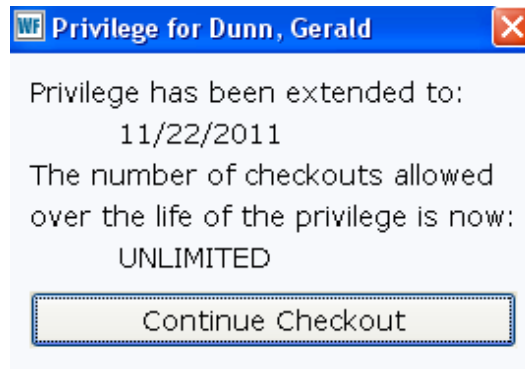 WF Privilege for Dunn, Gerald
Privilege has been extended to:
11/22/2011
The number of checkouts allowed
over the life of the privilege is now:
UNLIMITED
Continue Checkout